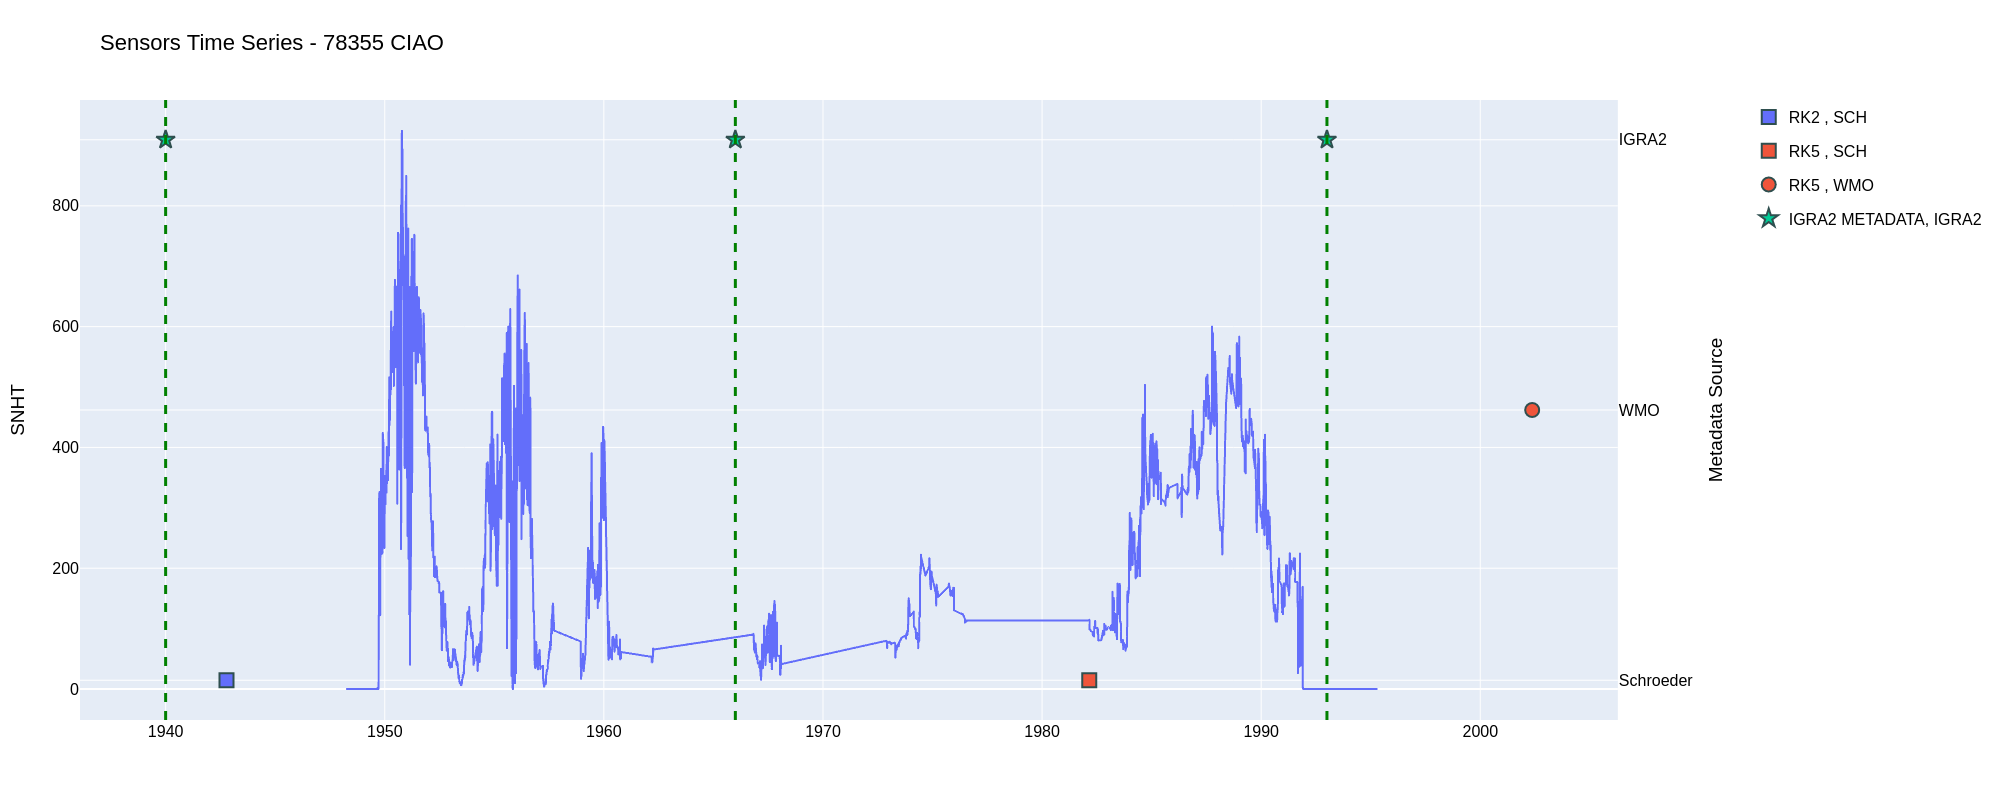 Sensors Time Series - 78355 CIAO
RK2 , SCH
RK5 , SCH
RK5 , WMO
IGRA2 METADATA, IGRA2
SNHT
800
600
400
200
0
1940
1950
1960
1970
1980
1990
2000
IGRA2
WMO
Schroeder
Metadata Source